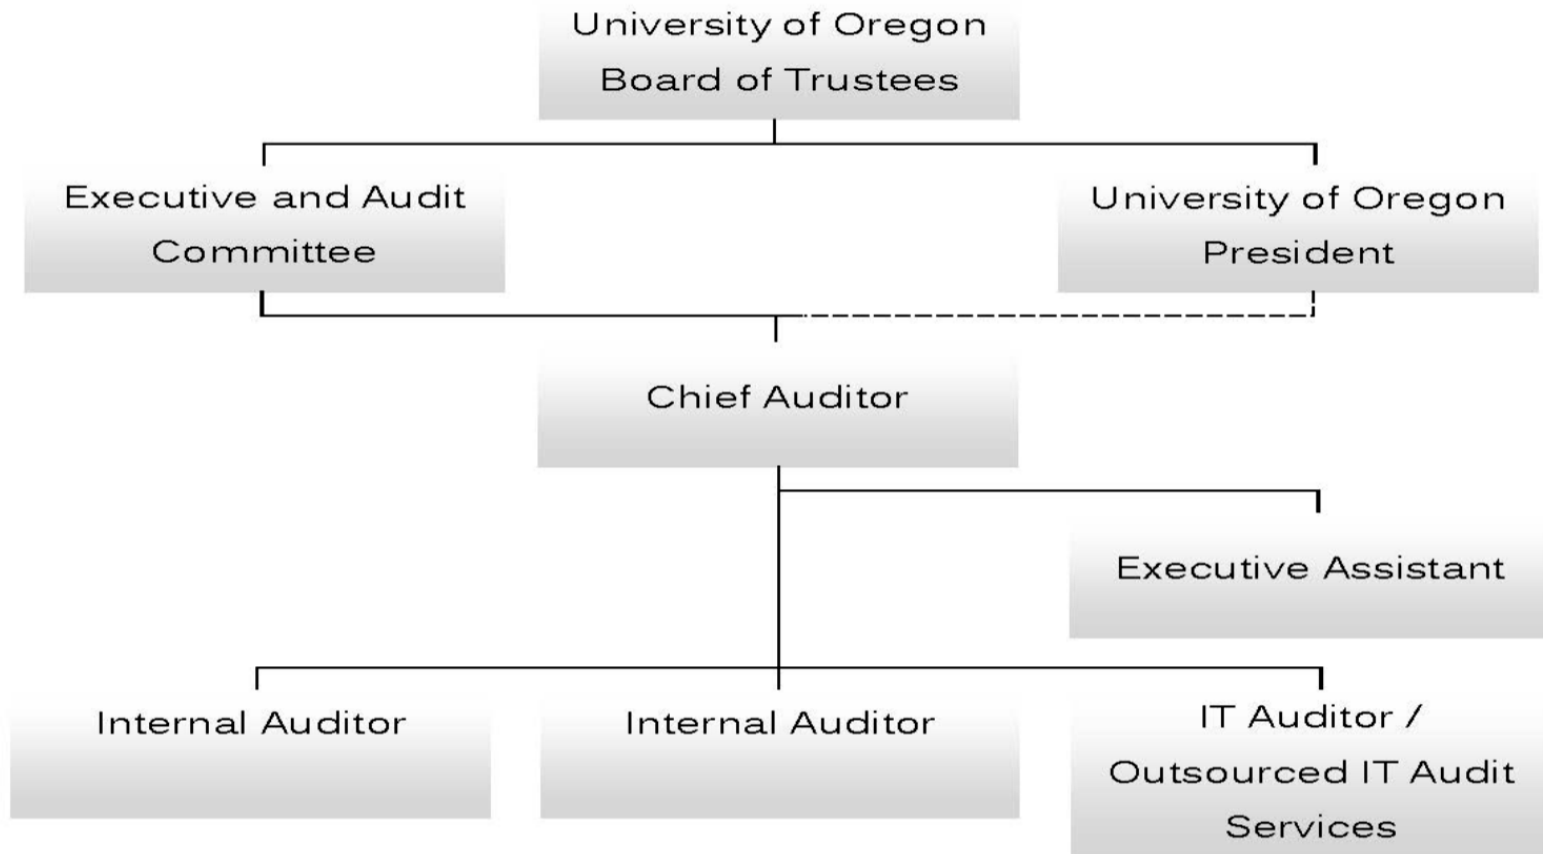 University of Oregon
Board of Trustees
Executive and Audit
Committee
University of Oregon
President
Chief Auditor
Executive Assistant
Internal Auditor
Internal Auditor
IT Auditor /
Outsourced IT Audit
Services